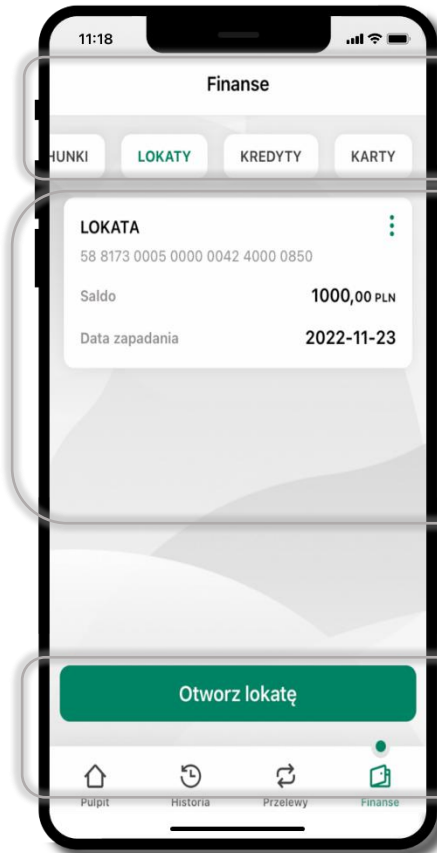 11:18
Finanse
HUNKI LOKATY KREDYTY KARTY
LOKATA
58 8173 0005 0000 0042 4000 0850
Saldo 1000,00 PLN
Data zapadania 2022-11-23
Otworz lokatę
Pulpit Historia Przelewy Finanse